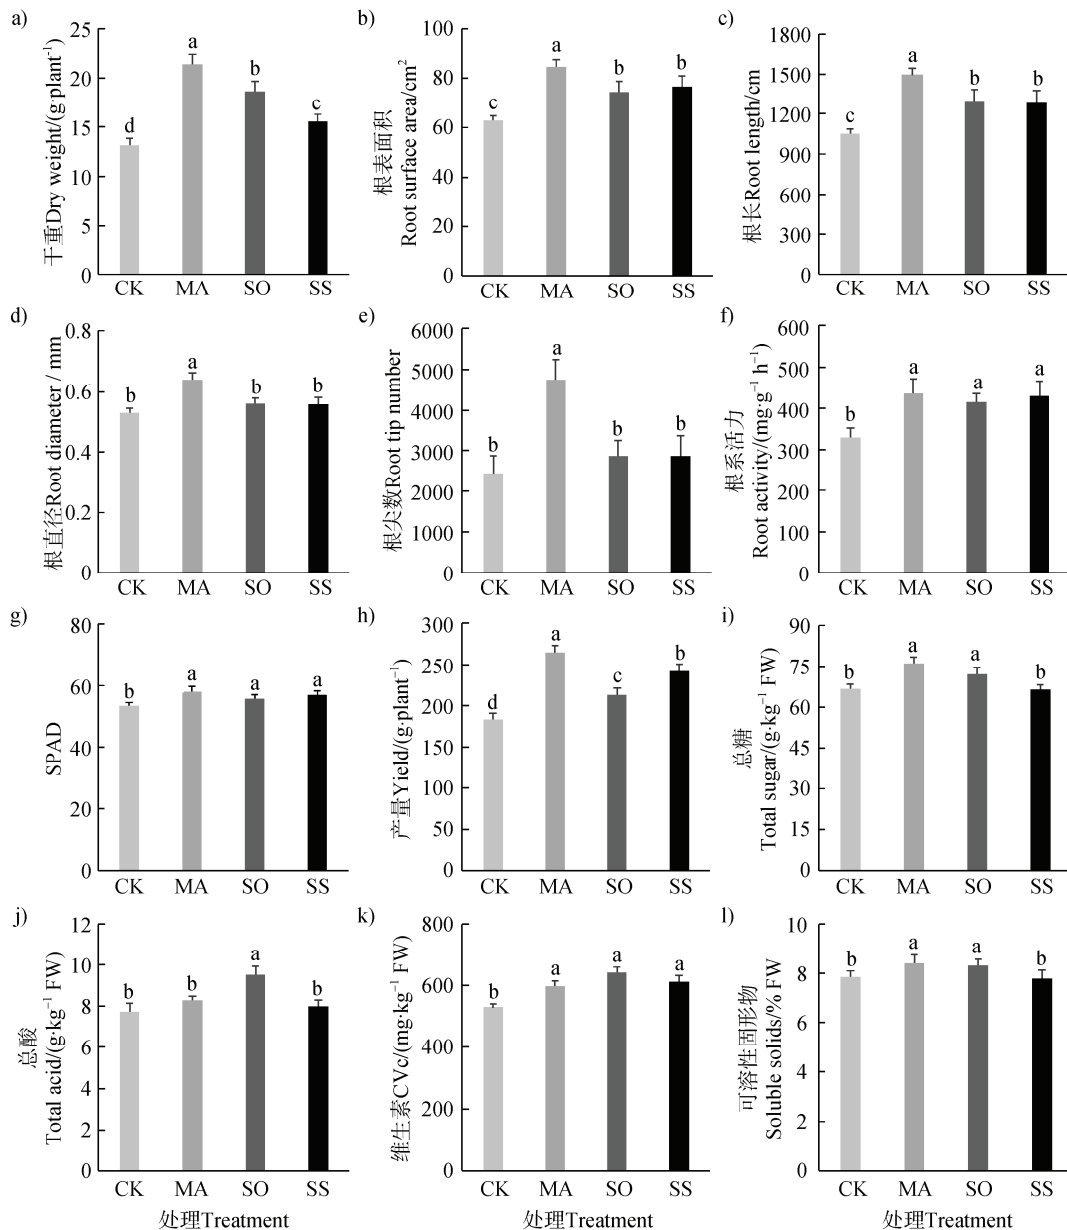 a)
干重Dry weight/(g·plant⁻¹)
25
20
15
10
5
0
d
a
b
c
CK MA SO SS
b)
根表面积
Root surface area/cm²
100
80
60
40
20
0
c
a
b
b
CK MA SO SS
c)
根长Root length/cm
1800
1500
1200
900
600
300
0
c
a
b
b
CK MA SO SS
d)
根直径Root diameter / mm
0.8
0.6
0.4
0.2
0
b
a
b
b
CK MA SO SS
e)
根尖数Root tip number
6000
5000
4000
3000
2000
1000
0
b
a
b
b
CK MA SO SS
f)
根系活力
Root activity/(mg·g⁻¹ h⁻¹)
600
500
400
300
200
100
0
b
a
a
a
CK MA SO SS
g)
SPAD
80
60
40
20
0
b
a
a
a
CK MA SO SS
h)
产量Yield/(g·plant⁻¹)
300
250
200
150
100
50
0
d
a
c
b
CK MA SO SS
i)
总糖
Total sugar/(g·kg⁻¹ FW)
90
75
60
45
30
15
0
b
a
a
b
CK MA SO SS
j)
总酸
Total acid/(g·kg⁻¹ FW)
12
10
8
6
4
2
0
b
b
a
b
CK MA SO SS
处理Treatment
k)
维生素CVc/(mg·kg⁻¹ FW)
800
600
400
200
0
b
a
a
a
CK MA SO SS
处理Treatment
l)
可溶性固形物
Soluble solids/% FW
10
8
6
4
2
0
b
a
a
b
CK MA SO SS
处理Treatment